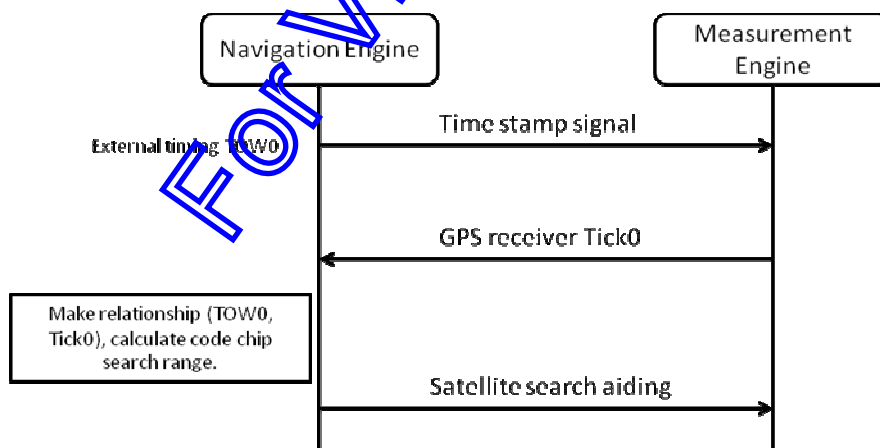 Navigation Engine
Measurement
Engine
Time stamp signal
External timing TOW0
GPS receiver Tick0
Make relationship (TOW0,
Tick0), calculate code chip
search range.
Satellite search aiding
For